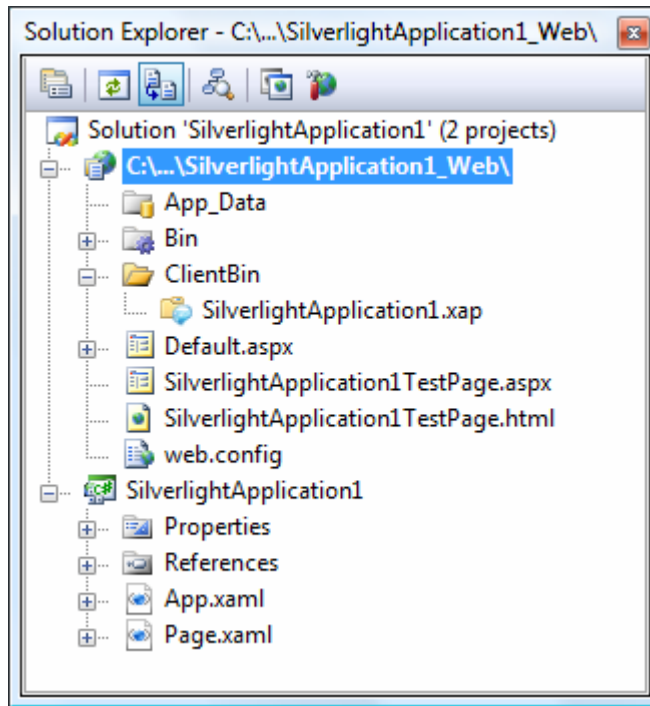 Solution Explorer - C:\...\SilverlightApplication1_Web\
Solution 'SilverlightApplication1' (2 projects)
C:\...\SilverlightApplication1_Web\
App_Data
Bin
ClientBin
SilverlightApplication1.xap
Default.aspx
SilverlightApplication1TestPage.aspx
SilverlightApplication1TestPage.html
web.config
SilverlightApplication1
Properties
References
App.xaml
Page.xaml